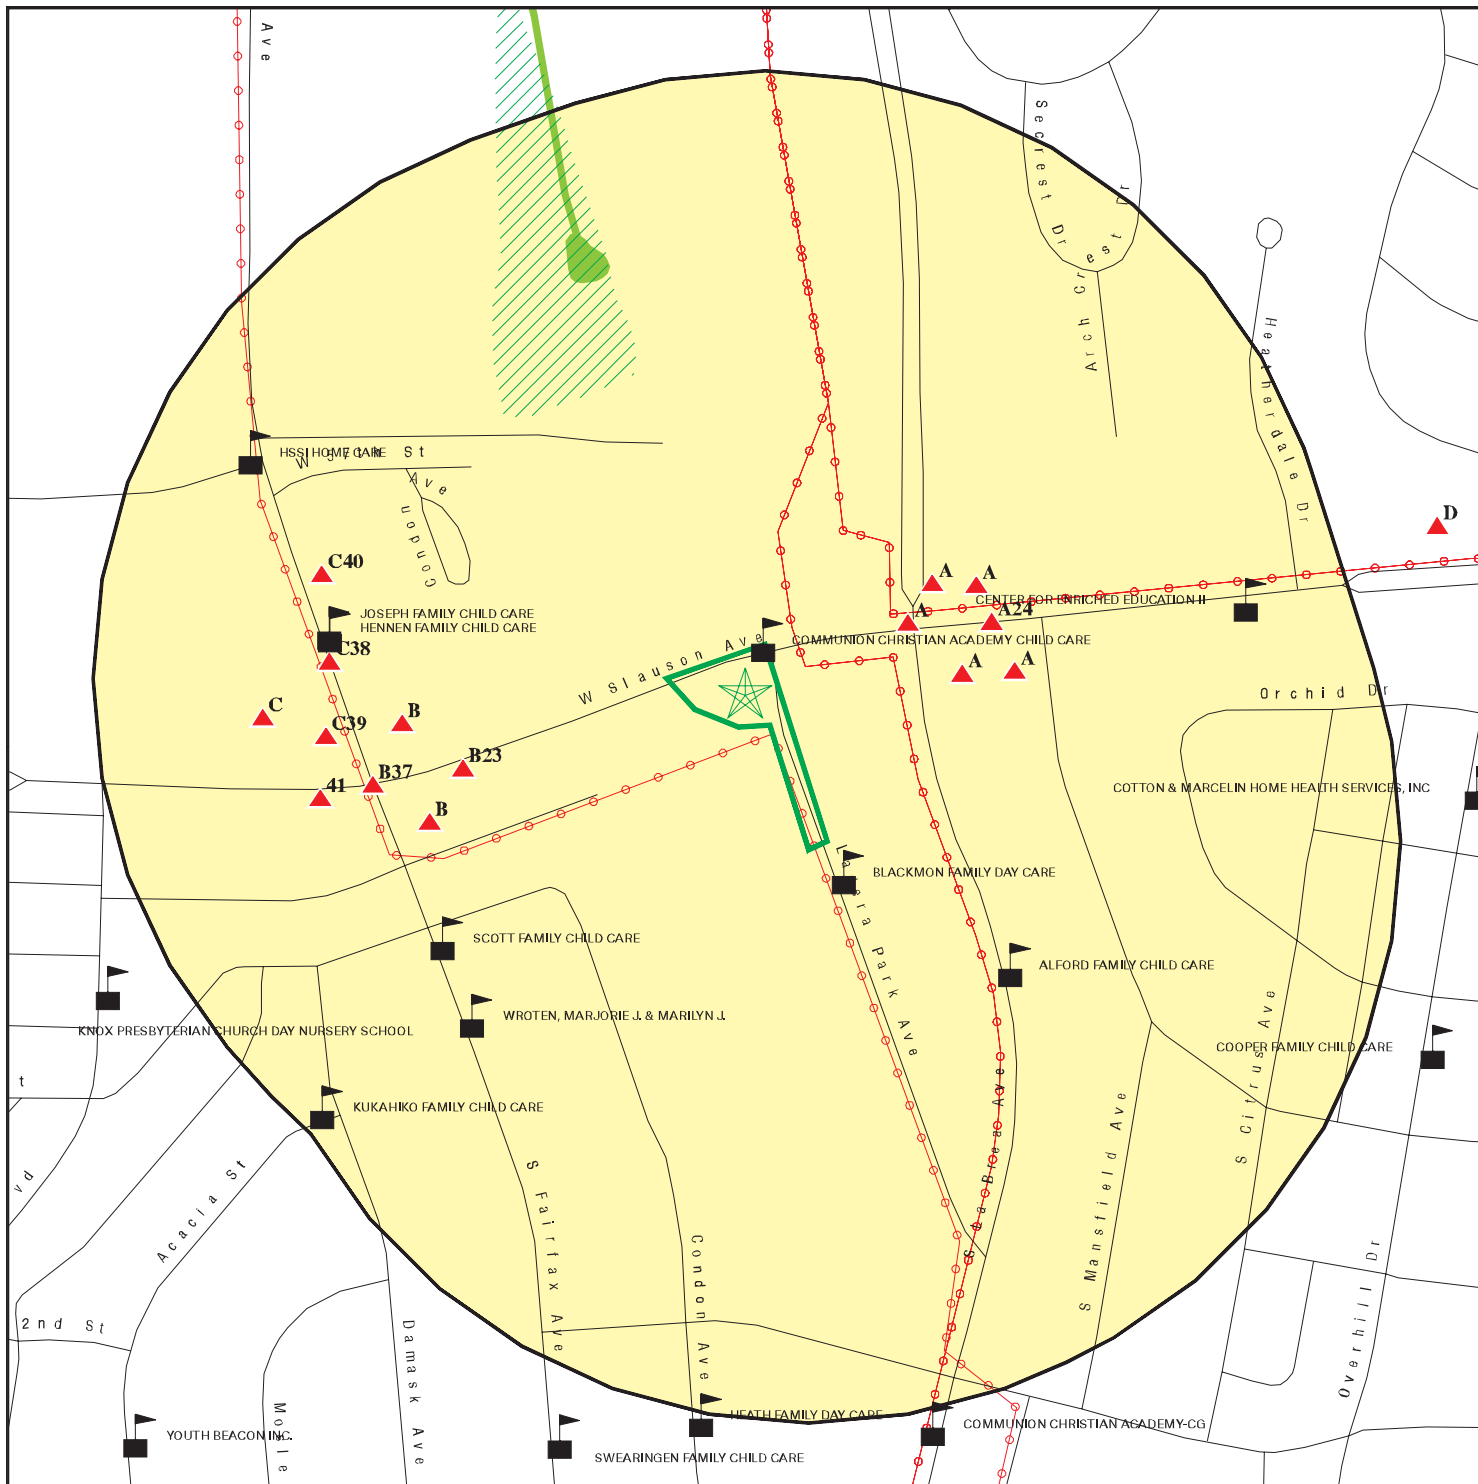 Ave
Secrest Dr
Arch Crest Dr
Heatherdale Dr
HSSI HOME CARE
W 57th St
Condon Ave
D
C40
A
A
CENTER FOR ENRICHED EDUCATION II
JOSEPH FAMILY CHILD CARE
HENNEN FAMILY CHILD CARE
A
A24
W Slauson Ave
COMMUNION CHRISTIAN ACADEMY CHILD CARE
C38
A
A
Orchid Dr
C
C39
B
B23
B37
41
B
COTTON & MARCELIN HOME HEALTH SERVICES, INC
BLACKMON FAMILY DAY CARE
Ladera Park Ave
SCOTT FAMILY CHILD CARE
ALFORD FAMILY CHILD CARE
WROTEN, MARJORIE J. & MARILYN J.
KNOX PRESBYTERIAN CHURCH DAY NURSERY SCHOOL
COOPER FAMILY CHILD CARE
S Citrus Ave
t
KUKAHIKO FAMILY CHILD CARE
S La Brea Ave
S Mansfield Ave
vd
Acacia St
S Fairfax Ave
Condon Ave
Overhill Dr
2nd St
Damask Ave
HEATH FAMILY DAY CARE
COMMUNION CHRISTIAN ACADEMY-CG
YOUTH BEACON INC.
SWEARINGEN FAMILY CHILD CARE